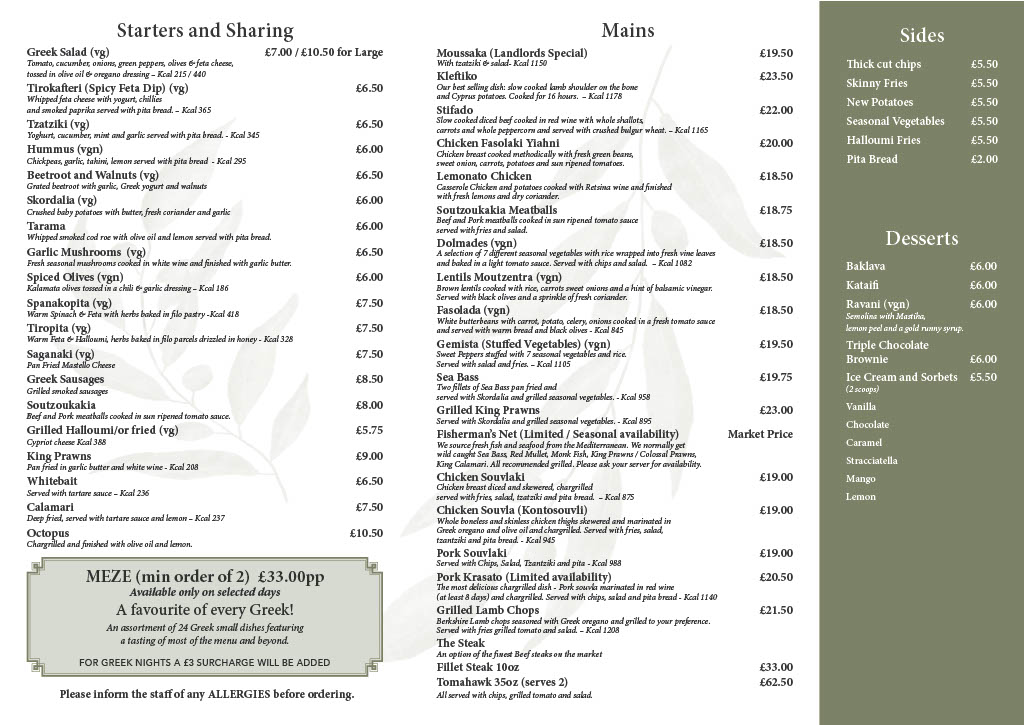 Starters and Sharing
Greek Salad (vg) £7.00 / £10.50 for Large
Tomato, cucumber, onions, green peppers, olives & feta cheese,
tossed in olive oil & oregano dressing – Kcal 215 / 440
Tirokafteri (Spicy Feta Dip) (vg) £6.50
Whipped feta cheese with yogurt, chillies
and smoked paprika served with pita bread. – Kcal 365
Tzatziki (vg) £6.50
Yoghurt, cucumber, mint and garlic served with pita bread. - Kcal 345
Hummus (vgn) £6.00
Chickpeas, garlic, tahini, lemon served with pita bread - Kcal 295
Beetroot and Walnuts (vg) £6.50
Grated beetroot with garlic, Greek yogurt and walnuts
Skordalia (vg) £6.00
Crushed baby potatoes with butter, fresh coriander and garlic
Tarama £6.00
Whipped smoked cod roe with olive oil and lemon served with pita bread.
Garlic Mushrooms (vg) £6.50
Fresh seasonal mushrooms cooked in white wine and finished with garlic butter.
Spiced Olives (vgn) £6.00
Kalamata olives tossed in a chili & garlic dressing – Kcal 186
Spanakopita (vg) £7.50
Warm Spinach & Feta with herbs baked in filo pastry -Kcal 418
Tiropita (vg) £7.50
Warm Feta & Halloumi, herbs baked in filo parcels drizzled in honey - Kcal 328
Saganaki (vg) £7.50
Pan Fried Mastello Cheese
Greek Sausages £8.50
Grilled smoked sausages
Soutzoukakia £8.00
Beef and Pork meatballs cooked in sun ripened tomato sauce.
Grilled Halloumi/or fried (vg) £5.75
Cypriot cheese Kcal 388
King Prawns £9.00
Pan fried in garlic butter and white wine - Kcal 208
Whitebait £6.50
Served with tartare sauce – Kcal 236
Calamari £7.50
Deep fried, served with tartare sauce and lemon – Kcal 237
Octopus £10.50
Chargrilled and finished with olive oil and lemon.
MEZE (min order of 2) £33.00pp
Available only on selected days
A favourite of every Greek!
An assortment of 24 Greek small dishes featuring
a tasting of most of the menu and beyond.
FOR GREEK NIGHTS A £3 SURCHARGE WILL BE ADDED
Please inform the staff of any ALLERGIES before ordering.
Mains
Moussaka (Landlords Special) £19.50
With tzatziki & salad- Kcal 1150
Kleftiko £23.50
Our best selling dish: slow cooked lamb shoulder on the bone
and Cyprus potatoes. Cooked for 16 hours. – Kcal 1178
Stifado £22.00
Slow cooked diced beef cooked in red wine with whole shallots,
carrots and whole peppercorn and served with crushed bulgur wheat. – Kcal 1165
Chicken Fasolaki Yiahni £20.00
Chicken breast cooked methodically with fresh green beans,
sweet onion, carrots, potatoes and sun ripened tomatoes.
Lemonato Chicken £18.50
Casserole Chicken and potatoes cooked with Retsina wine and finished
with fresh lemons and dry coriander.
Soutzoukakia Meatballs £18.75
Beef and Pork meatballs cooked in sun ripened tomato sauce
served with fries and salad.
Dolmades (vgn) £18.50
A selection of 7 different seasonal vegetables with rice wrapped into fresh vine leaves
and baked in a light tomato sauce. Served with chips and salad. – Kcal 1082
Lentils Moutzentra (vgn) £18.50
Brown lentils cooked with rice, carrots sweet onions and a hint of balsamic vinegar.
Served with black olives and a sprinkle of fresh coriander.
Fasolada (vgn) £18.50
White butterbeans with carrot, potato, celery, onions cooked in a fresh tomato sauce
and served with warm bread and black olives - Kcal 845
Gemista (Stuffed Vegetables) (vgn) £19.50
Sweet Peppers stuffed with 7 seasonal vegetables and rice.
Served with salad and fries. – Kcal 1105
Sea Bass £19.75
Two fillets of Sea Bass pan fried and
served with Skordalia and grilled seasonal vegetables. - Kcal 958
Grilled King Prawns £23.00
Served with Skordalia and grilled seasonal vegetables. - Kcal 895
Fisherman's Net (Limited / Seasonal availability) Market Price
We source fresh fish and seafood from the Mediterranean. We normally get
wild caught Sea Bass, Red Mullet, Monk Fish, King Prawns / Colossal Prawns,
King Calamari. All recommended grilled. Please ask your server for availability.
Chicken Souvlaki £19.00
Chicken breast diced and skewered, chargrilled
served with fries, salad, tzatziki and pita bread. – Kcal 875
Chicken Souvla (Kontosouvli) £19.00
Whole boneless and skinless chicken thighs skewered and marinated in
Greek oregano and olive oil and chargrilled. Served with fries, salad,
tzantziki and pita bread. - Kcal 945
Pork Souvlaki £19.00
Served with Chips, Salad, Tzantziki and pita - Kcal 988
Pork Krasato (Limited availability) £20.50
The most delicious chargrilled dish - Pork souvla marinated in red wine
(at least 8 days) and chargrilled. Served with chips, salad and pita bread - Kcal 1140
Grilled Lamb Chops £21.50
Berkshire Lamb chops seasoned with Greek oregano and grilled to your preference.
Served with fries grilled tomato and salad. – Kcal 1208
The Steak
An option of the finest Beef steaks on the market
Fillet Steak 10oz £33.00
Tomahawk 35oz (serves 2) £62.50
All served with chips, grilled tomato and salad.
Sides
Thick cut chips £5.50
Skinny Fries £5.50
New Potatoes £5.50
Seasonal Vegetables £5.50
Halloumi Fries £5.50
Pita Bread £2.00
Desserts
Baklava £6.00
Kataifi £6.00
Ravani (vgn) £6.00
Semolina with Mastiha,
lemon peel and a gold runny syrup.
Triple Chocolate
Brownie £6.00
Ice Cream and Sorbets £5.50
(2 scoops)
Vanilla
Chocolate
Caramel
Stracciatella
Mango
Lemon